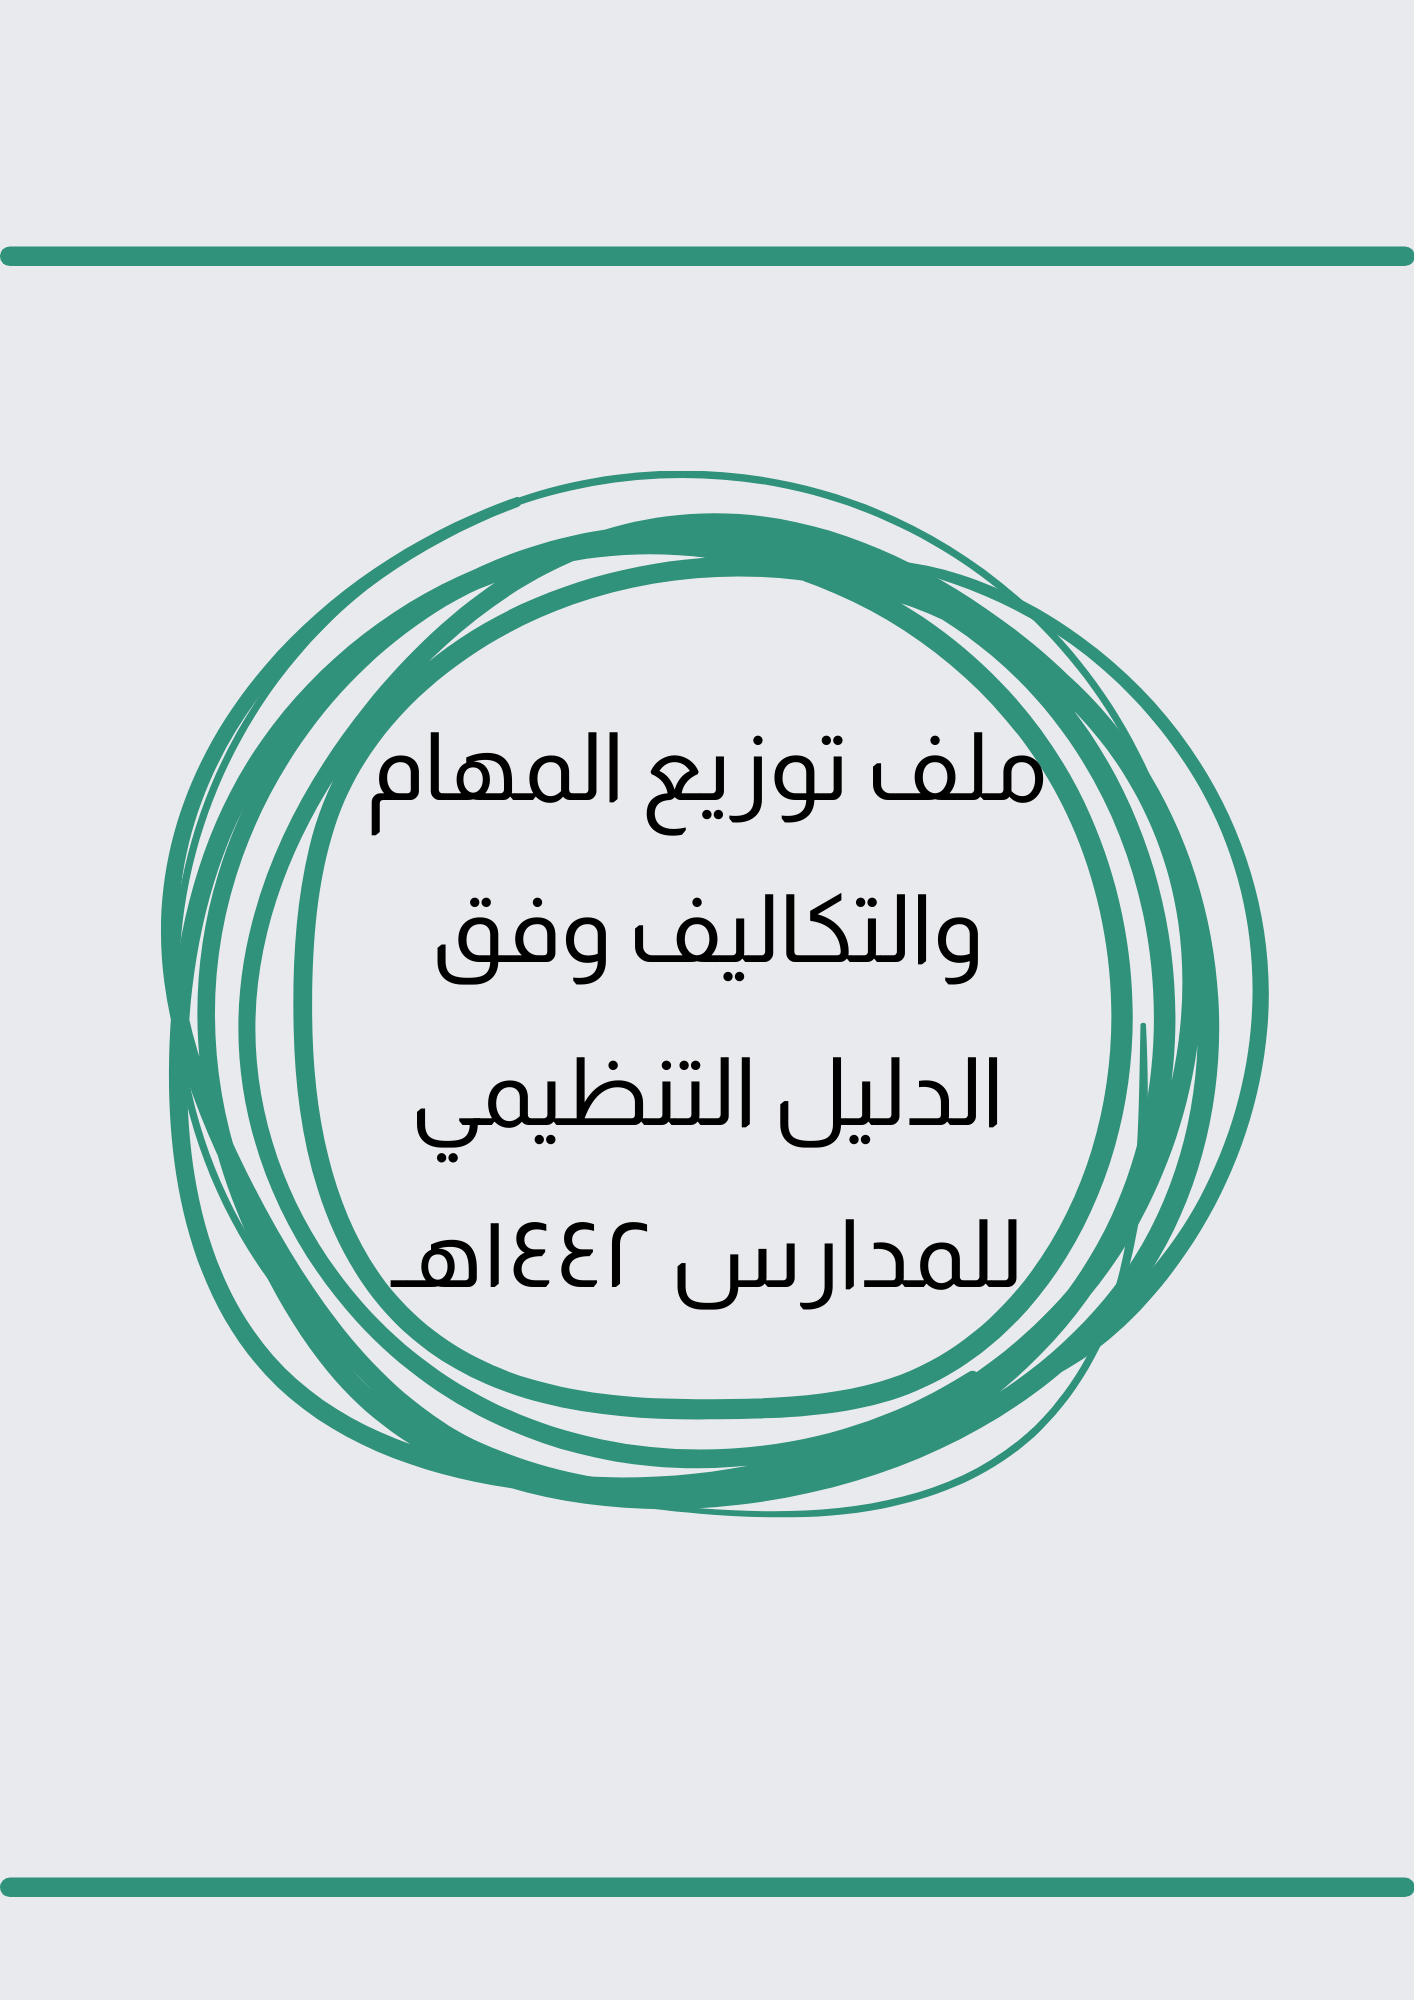 ملف توزيع المهام
والتكاليف وفق
الدليل التنظيمي
للمدارس ١٤٤٢هـ